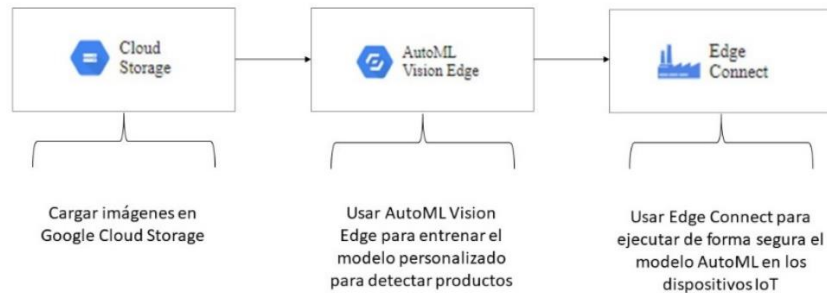 Cloud
Storage
AutoML
Vision Edge
Edge
Connect
Cargar imágenes en
Google Cloud Storage
Usar AutoML Vision
Edge para entrenar el
modelo personalizado
para detectar productos
Usar Edge Connect para
ejecutar de forma segura el
modelo AutoML en los
dispositivos IoT